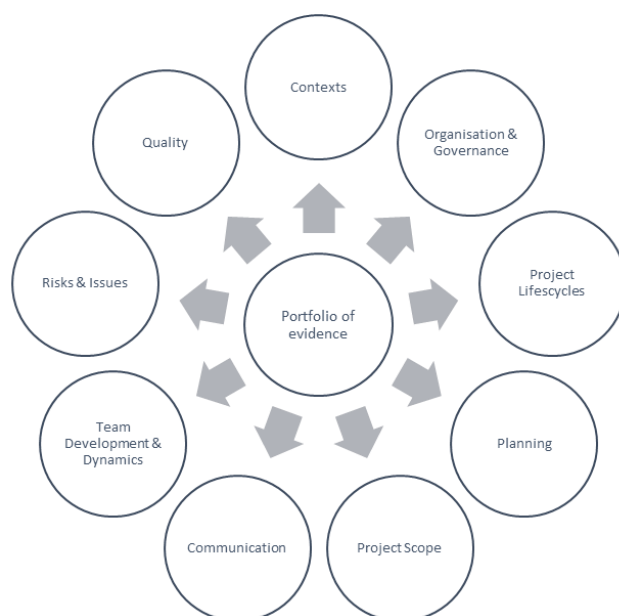 Contexts
Organisation &
Governance
Project
Lifescycles
Planning
Project Scope
Communication
Team
Development &
Dynamics
Risks & Issues
Quality
Portfolio of
evidence